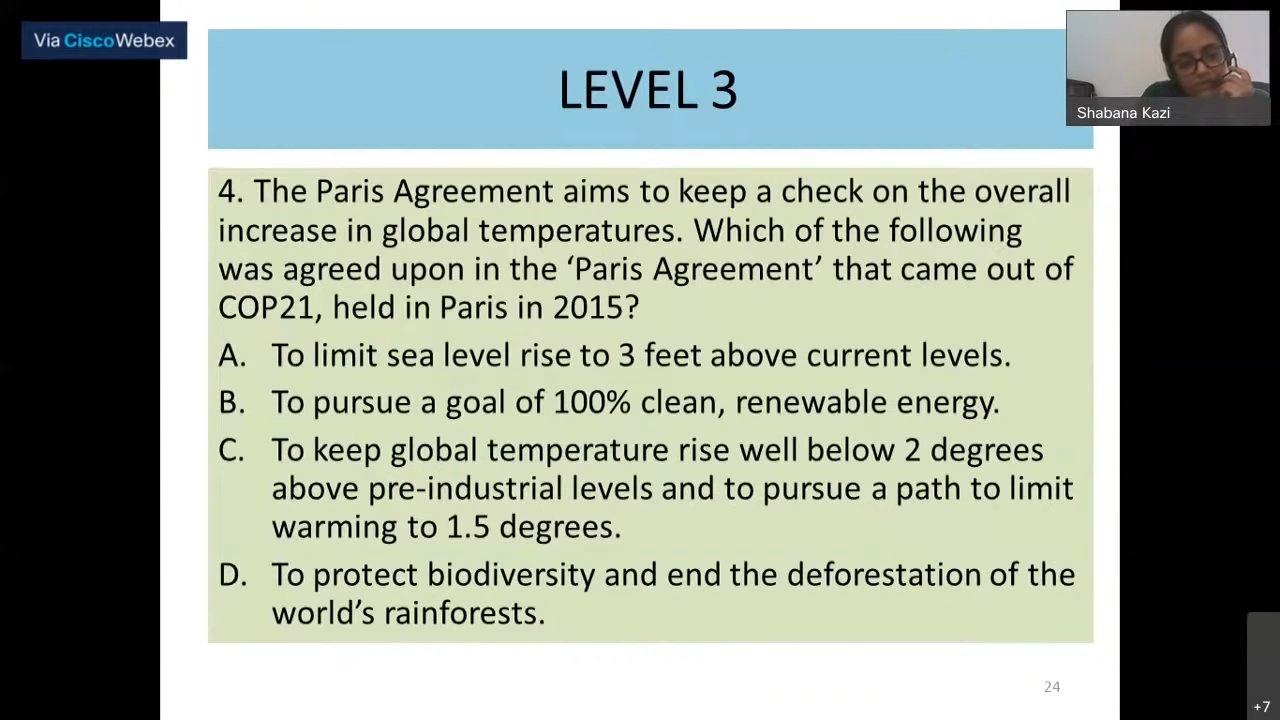 Via CiscoWebex
LEVEL 3
Shabana Kazi
4. The Paris Agreement aims to keep a check on the overall
increase in global temperatures. Which of the following
was agreed upon in the ‘Paris Agreement’ that came out of
COP21, held in Paris in 2015?
A. To limit sea level rise to 3 feet above current levels.
B. To pursue a goal of 100% clean, renewable energy.
C. To keep global temperature rise well below 2 degrees
above pre-industrial levels and to pursue a path to limit
warming to 1.5 degrees.
D. To protect biodiversity and end the deforestation of the
world’s rainforests.
24
+7